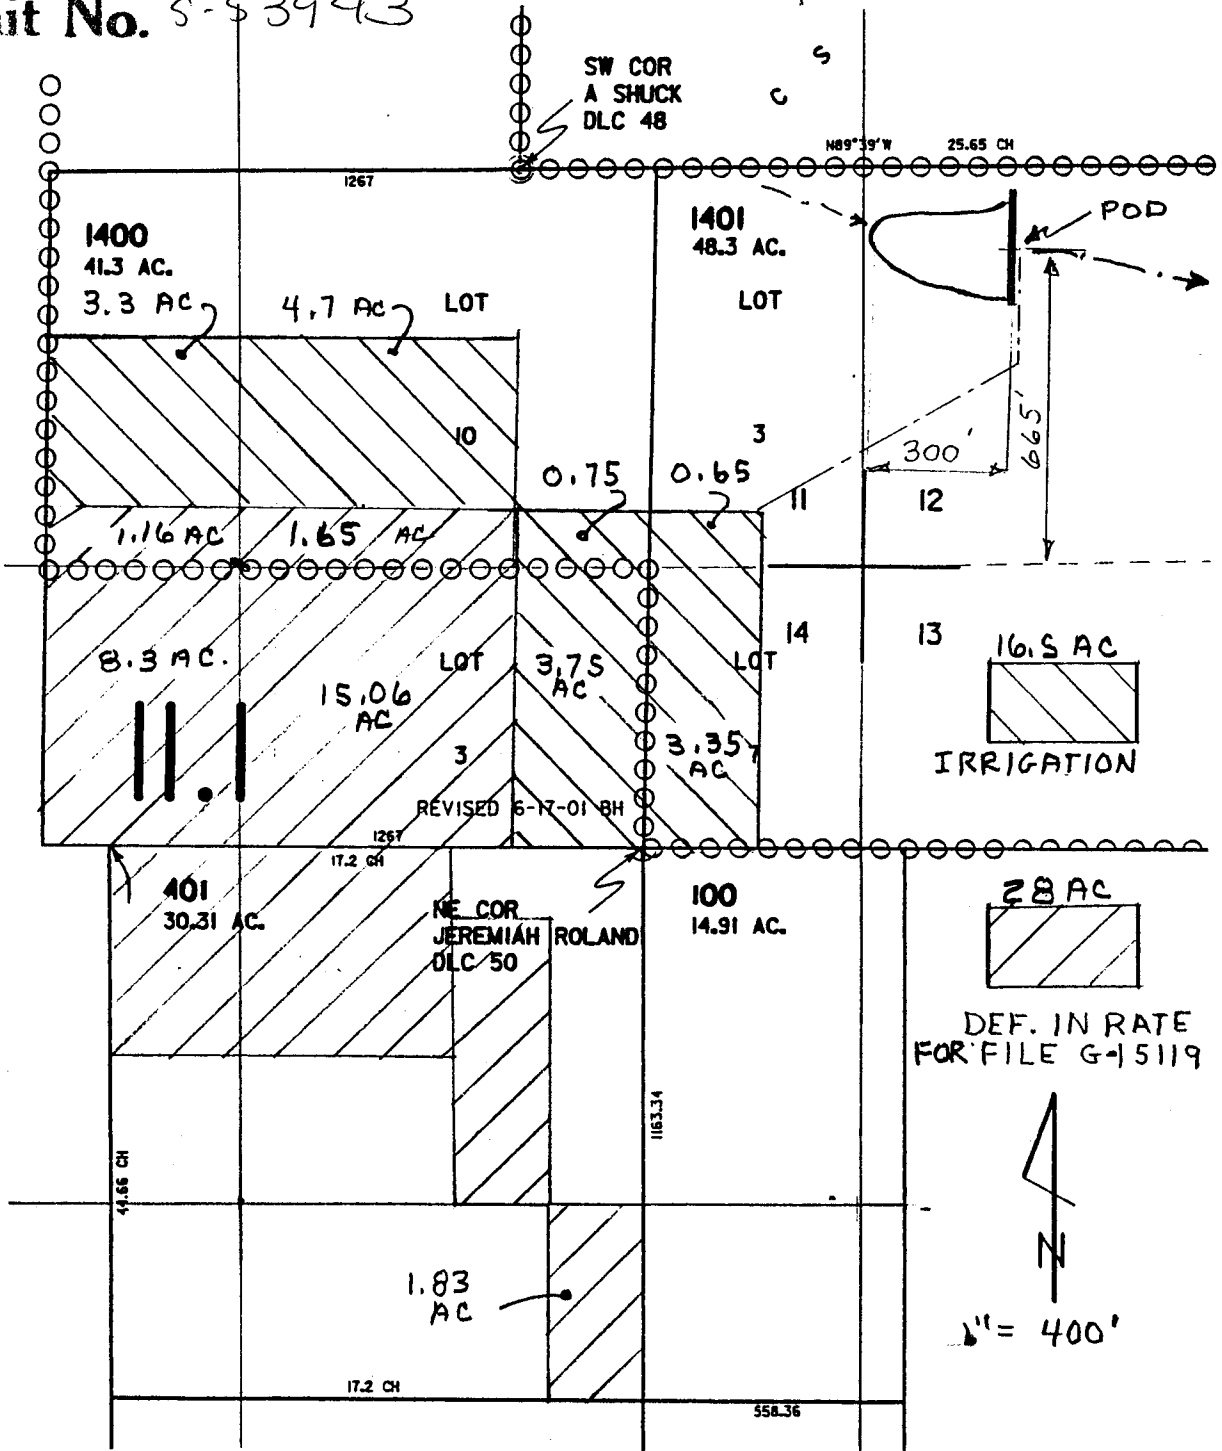 it No. S-53943
SW COR
A SHUCK
DLC 48
C S
N89°39'W 25.65 CH
1267
1400
41.3 AC.
3.3 AC
4.7 AC
LOT
10
1401
48.3 AC.
LOT
3
POD
300'
665'
0.75
0.65
11
12
1.16 AC
1.65 AC
14
13
8.3 AC.
15.06
AC
LOT
3
3.75
AC
LOT
3.35
AC
7
16.5 AC
IRRIGATION
11.1
REVISED 6-17-01 BH
1267
17.2 CH
401
30.31 AC.
NE COR
JEREMIAH ROLAND
DLC 50
100
14.91 AC.
28 AC
DEF. IN RATE
FOR FILE G-15119
44.66 CH
1163.34
1.83
AC
N
1"= 400'
17.2 CH
558.36